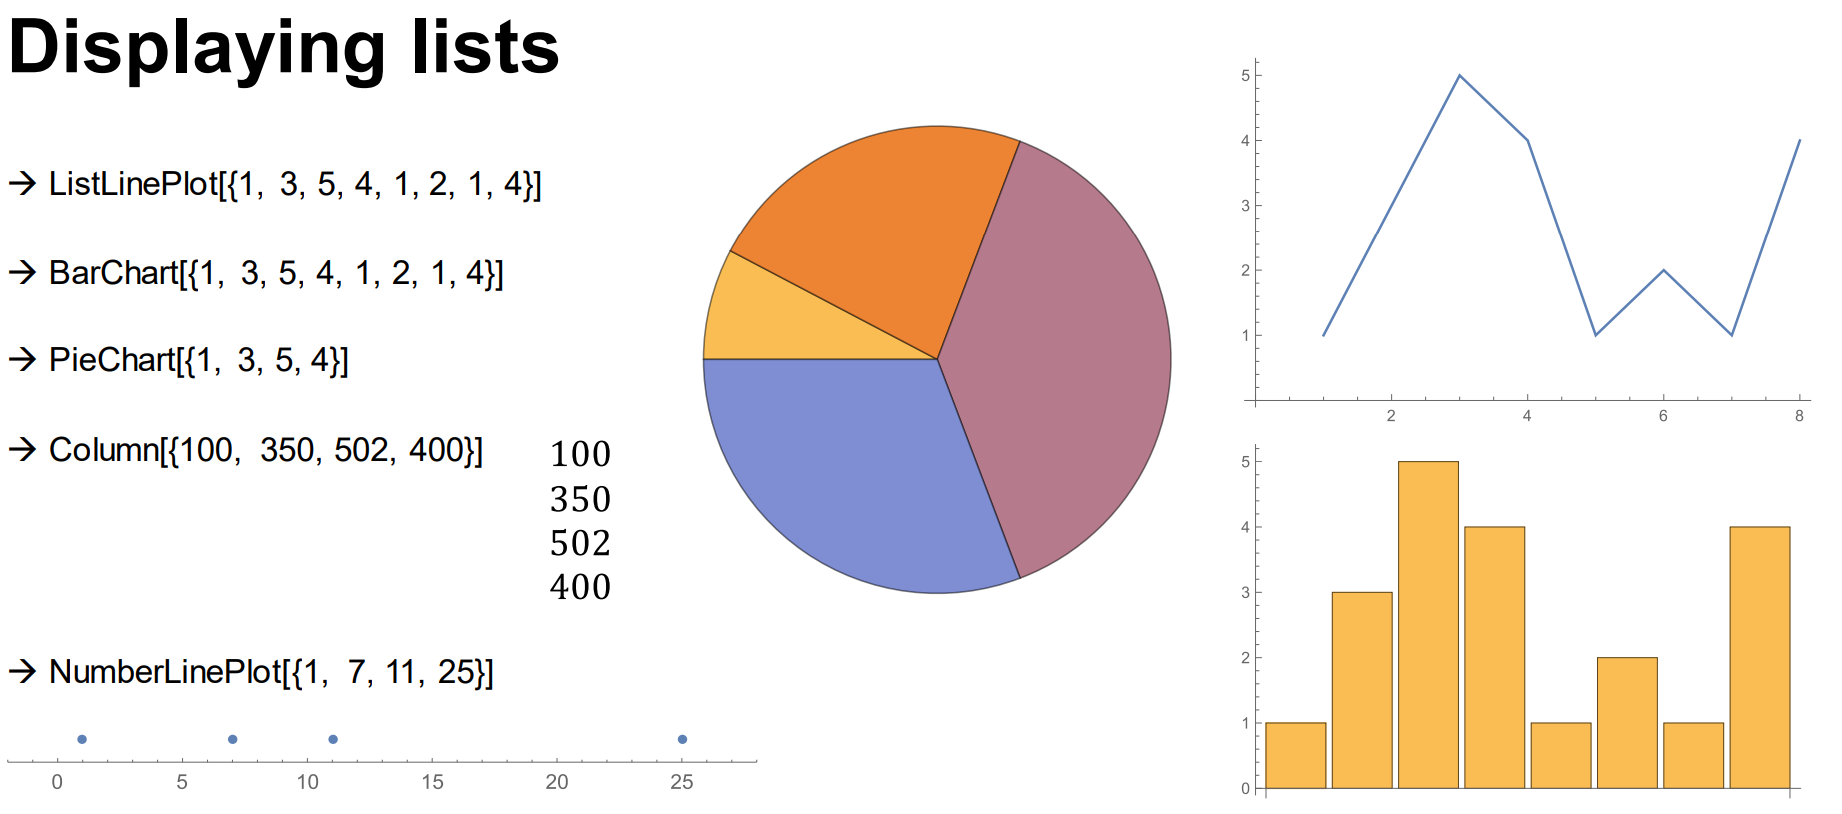 Displaying lists
→ ListLinePlot[{1, 3, 5, 4, 1, 2, 1, 4}]
→ BarChart[{1, 3, 5, 4, 1, 2, 1, 4}]
→ PieChart[{1, 3, 5, 4}]
→ Column[{100, 350, 502, 400}]
100
350
502
400
→ NumberLinePlot[{1, 7, 11, 25}]
0 5 10 15 20 25
5
4
3
2
1
2 4 6 8
5
4
3
2
1
0